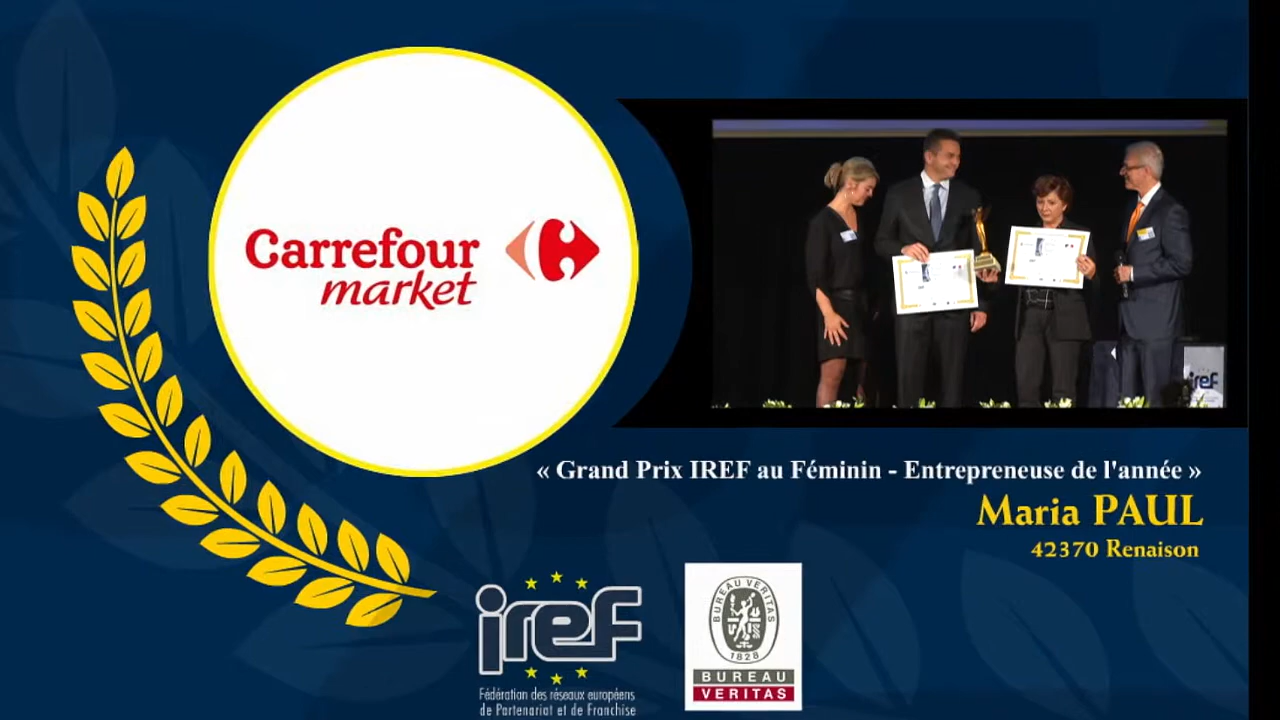 Carrefour
market
« Grand Prix IREF au Féminin - Entrepreneuse de l'année »
Maria PAUL
42370 Renaison
iref
Fédération des réseaux européens
de Partenariat et de Franchise
BUREAU VERITAS
1828
BUREAU
VERITAS
iref